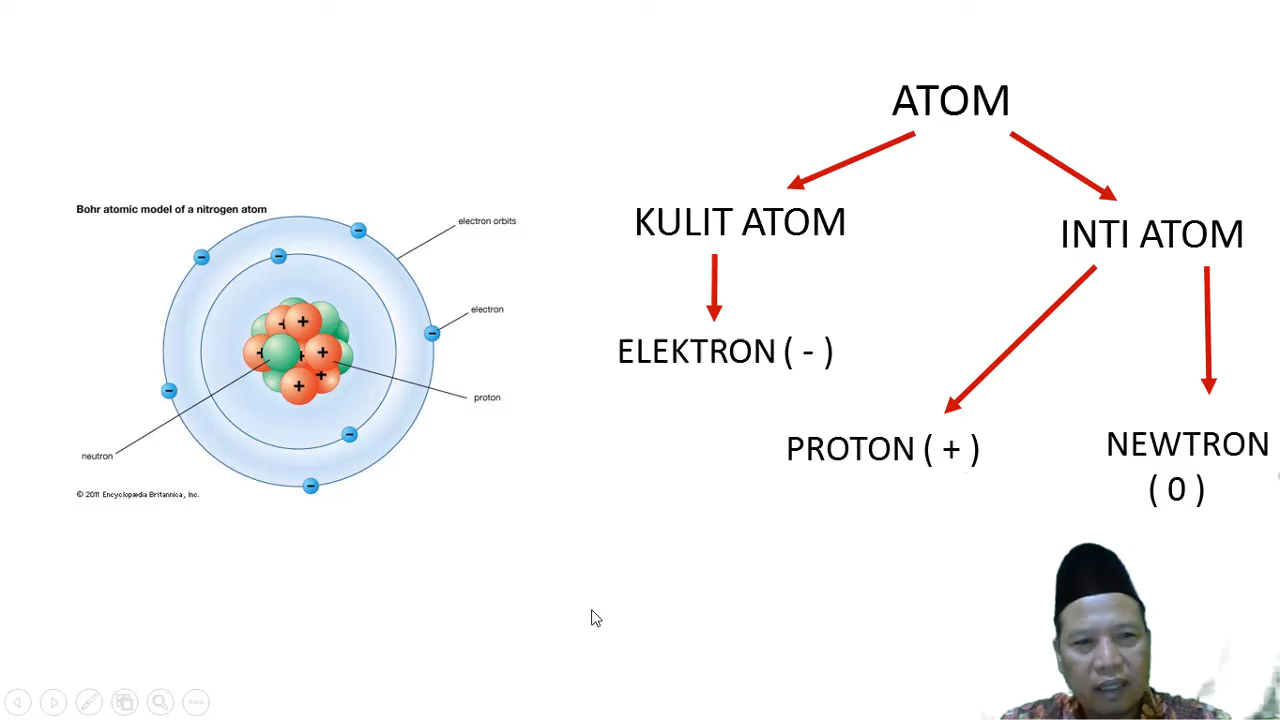 Bohr atomic model of a nitrogen atom
electron orbits
electron
proton
neutron
© 2011 Encyclopædia Britannica, Inc.
ATOM
KULIT ATOM
INTI ATOM
ELEKTRON ( - )
PROTON ( + )
NEWTRON
( 0 )